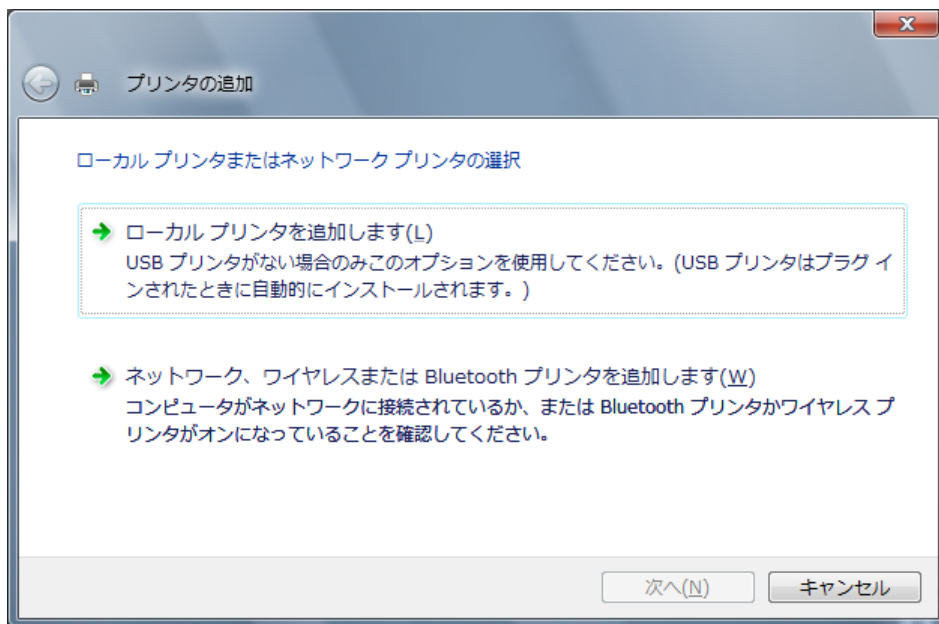 プリンタの追加
ローカル プリンタまたはネットワーク プリンタの選択
ローカル プリンタを追加します(L)
USB プリンタがない場合のみこのオプションを使用してください。(USB プリンタはプラグ イ
ンされたときに自動的にインストールされます。)
ネットワーク、ワイヤレスまたは Bluetooth プリンタを追加します(W)
コンピュータがネットワークに接続されているか、または Bluetooth プリンタかワイヤレス プ
リンタがオンになっていることを確認してください。
次へ(N)
キャンセル